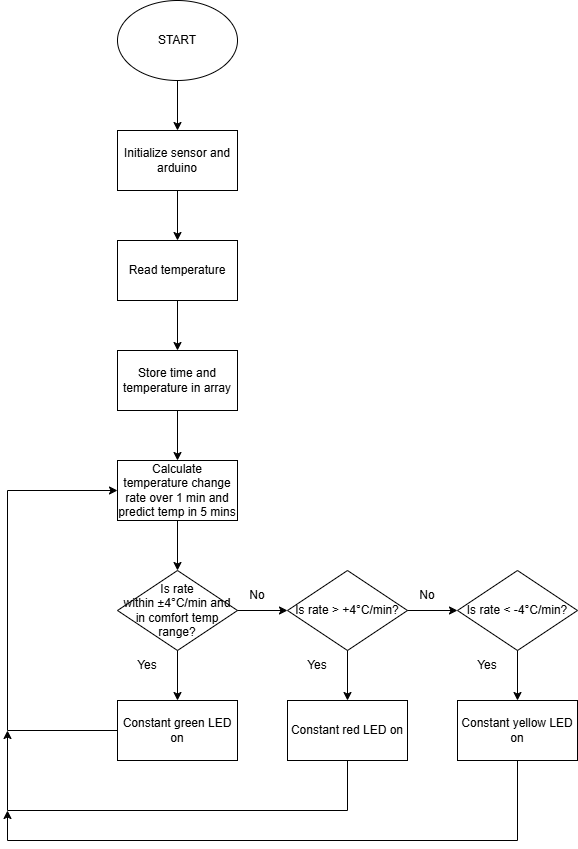 START
Initialize sensor and
arduino
Read temperature
Store time and
temperature in array
Calculate
temperature change
rate over 1 min and
predict temp in 5 mins
Is rate
within ±4°C/min and
in comfort temp
range?
No
Is rate > +4°C/min?
No
Is rate < -4°C/min?
Yes
Yes
Yes
Constant green LED
on
Constant red LED on
Constant yellow LED
on